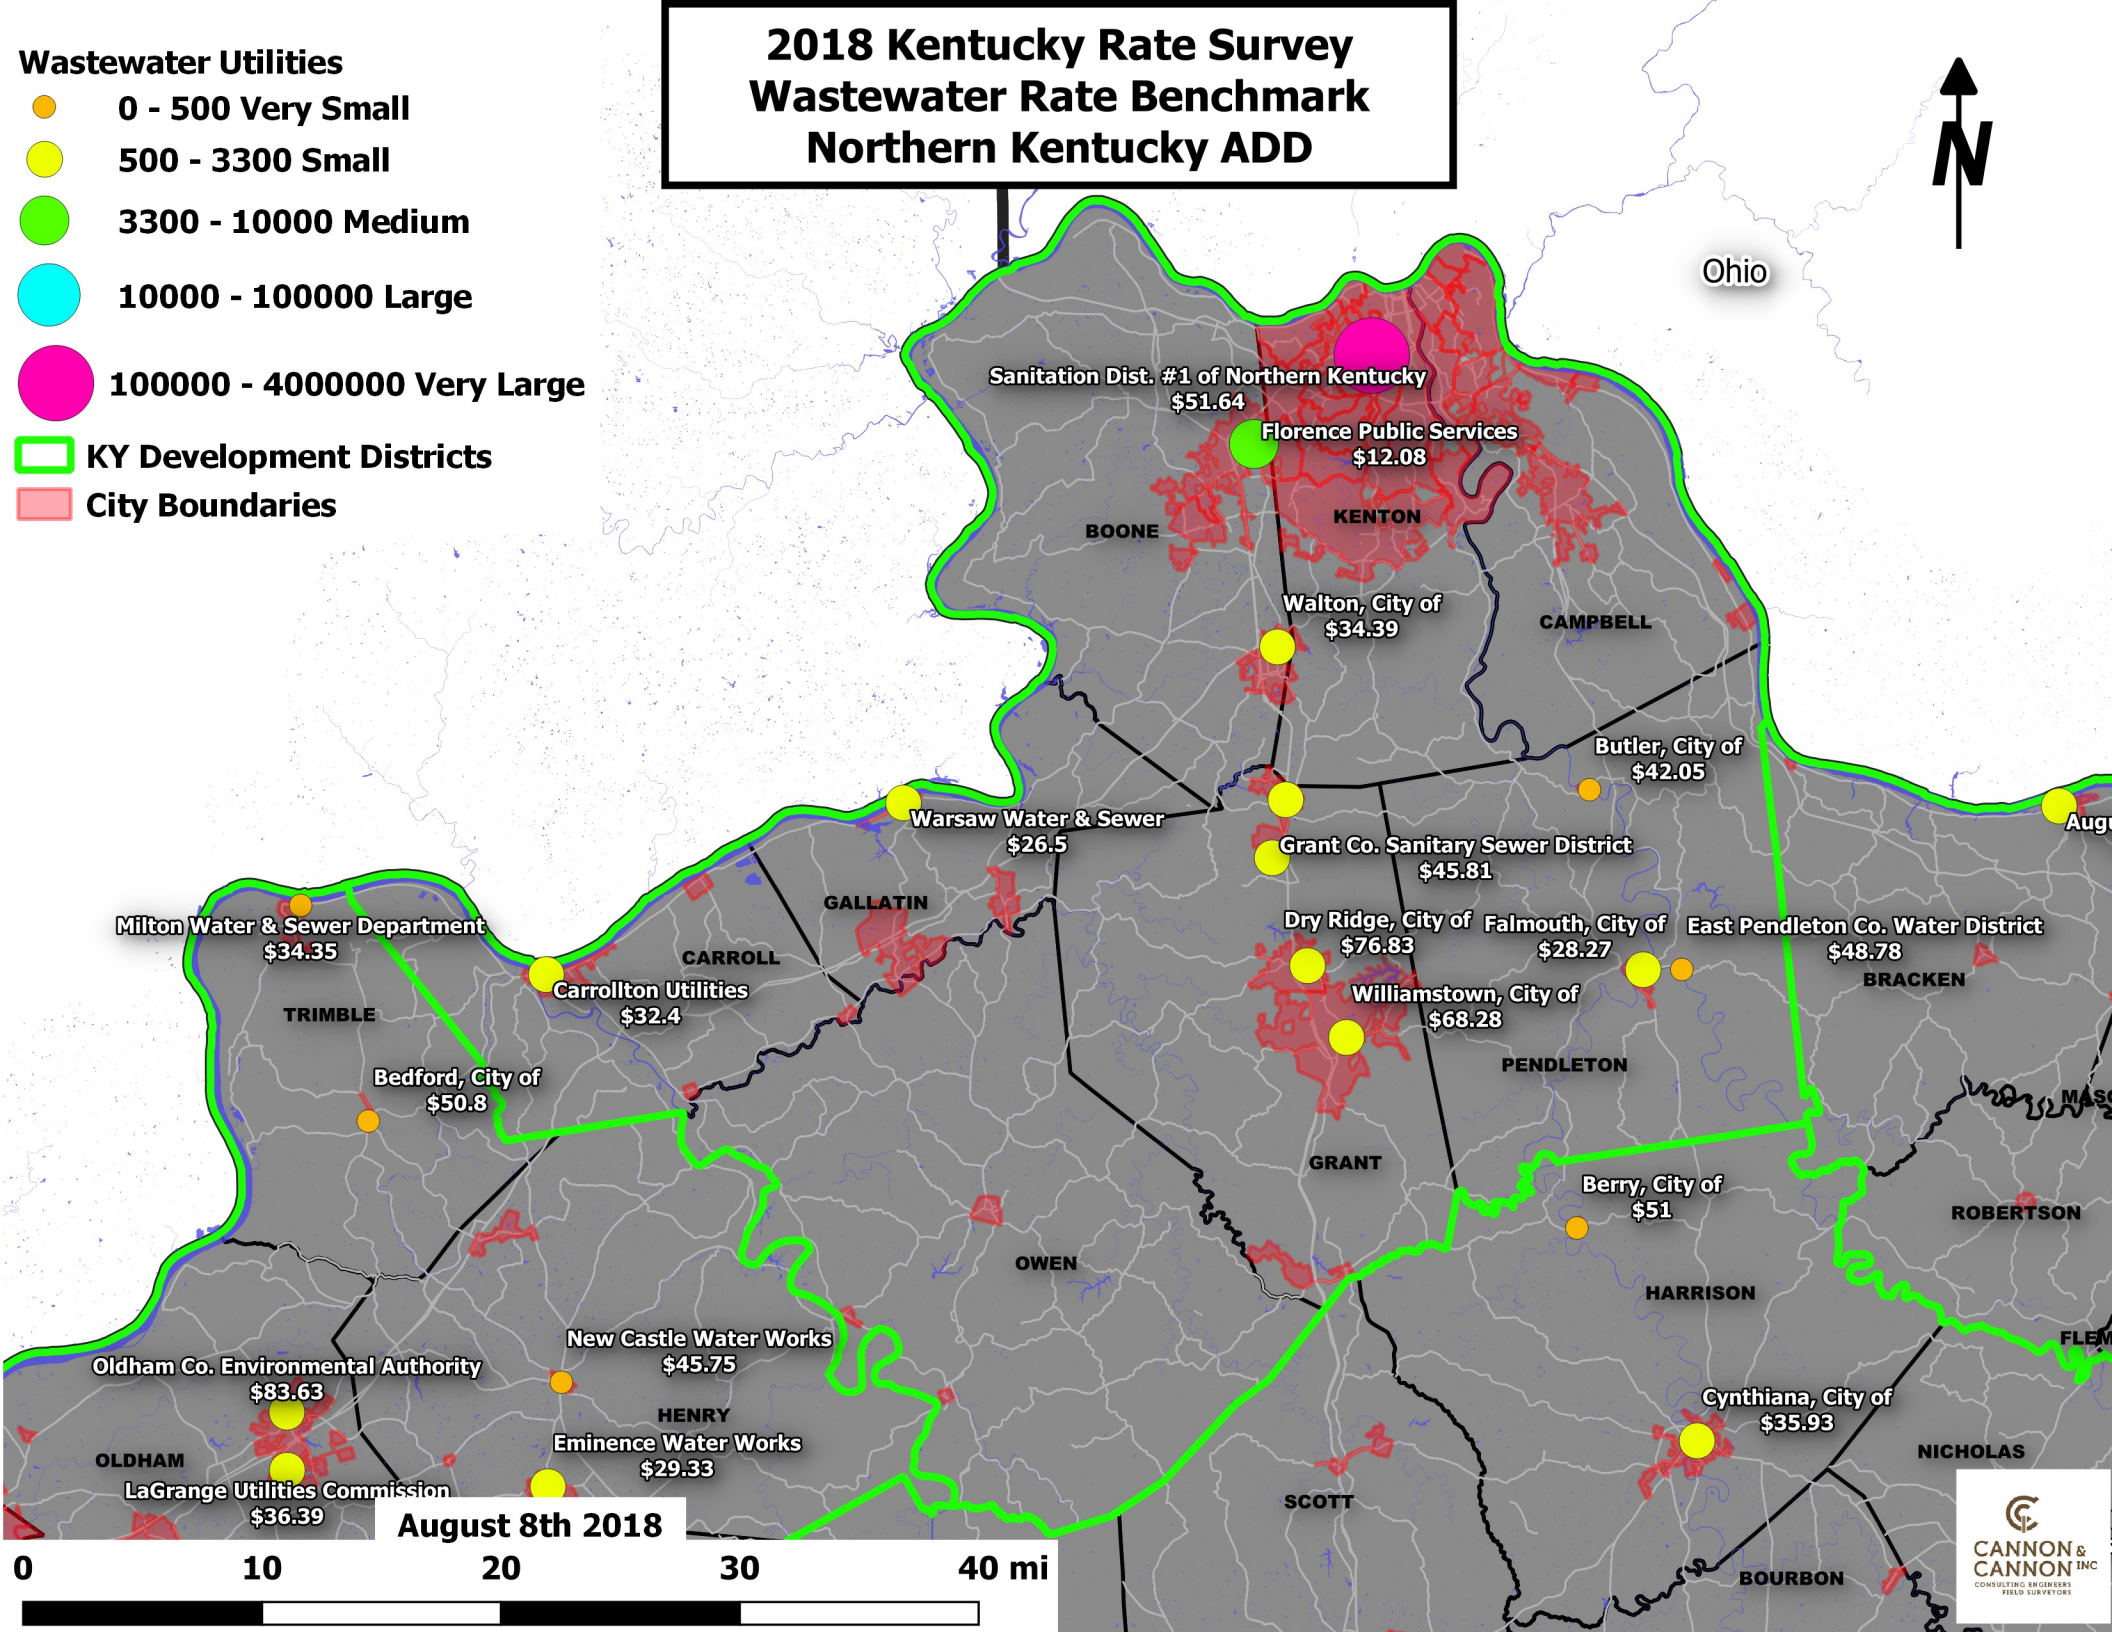 2018 Kentucky Rate Survey
Wastewater Rate Benchmark
Northern Kentucky ADD
Wastewater Utilities
0 - 500 Very Small
500 - 3300 Small
3300 - 10000 Medium
10000 - 100000 Large
100000 - 4000000 Very Large
KY Development Districts
City Boundaries
N
Ohio
Sanitation Dist. #1 of Northern Kentucky
$51.64
Florence Public Services
$12.08
KENTON
BOONE
Walton, City of
$34.39
CAMPBELL
Butler, City of
$42.05
Warsaw Water & Sewer
$26.5
Augu
Grant Co. Sanitary Sewer District
$45.81
GALLATIN
Milton Water & Sewer Department
$34.35
Dry Ridge, City of
$76.83
Falmouth, City of
$28.27
East Pendleton Co. Water District
$48.78
CARROLL
BRACKEN
Carrollton Utilities
$32.4
Williamstown, City of
$68.28
TRIMBLE
PENDLETON
Bedford, City of
$50.8
MASC
GRANT
Berry, City of
$51
ROBERTSON
OWEN
HARRISON
New Castle Water Works
$45.75
FLEM
Oldham Co. Environmental Authority
$83.63
Cynthiana, City of
$35.93
HENRY
Eminence Water Works
$29.33
OLDHAM
NICHOLAS
LaGrange Utilities Commission
$36.39
SCOTT
August 8th 2018
0 10 20 30 40 mi
BOURBON
CANNON &
CANNON INC
CONSULTING ENGINEERS
FIELD SURVEYORS